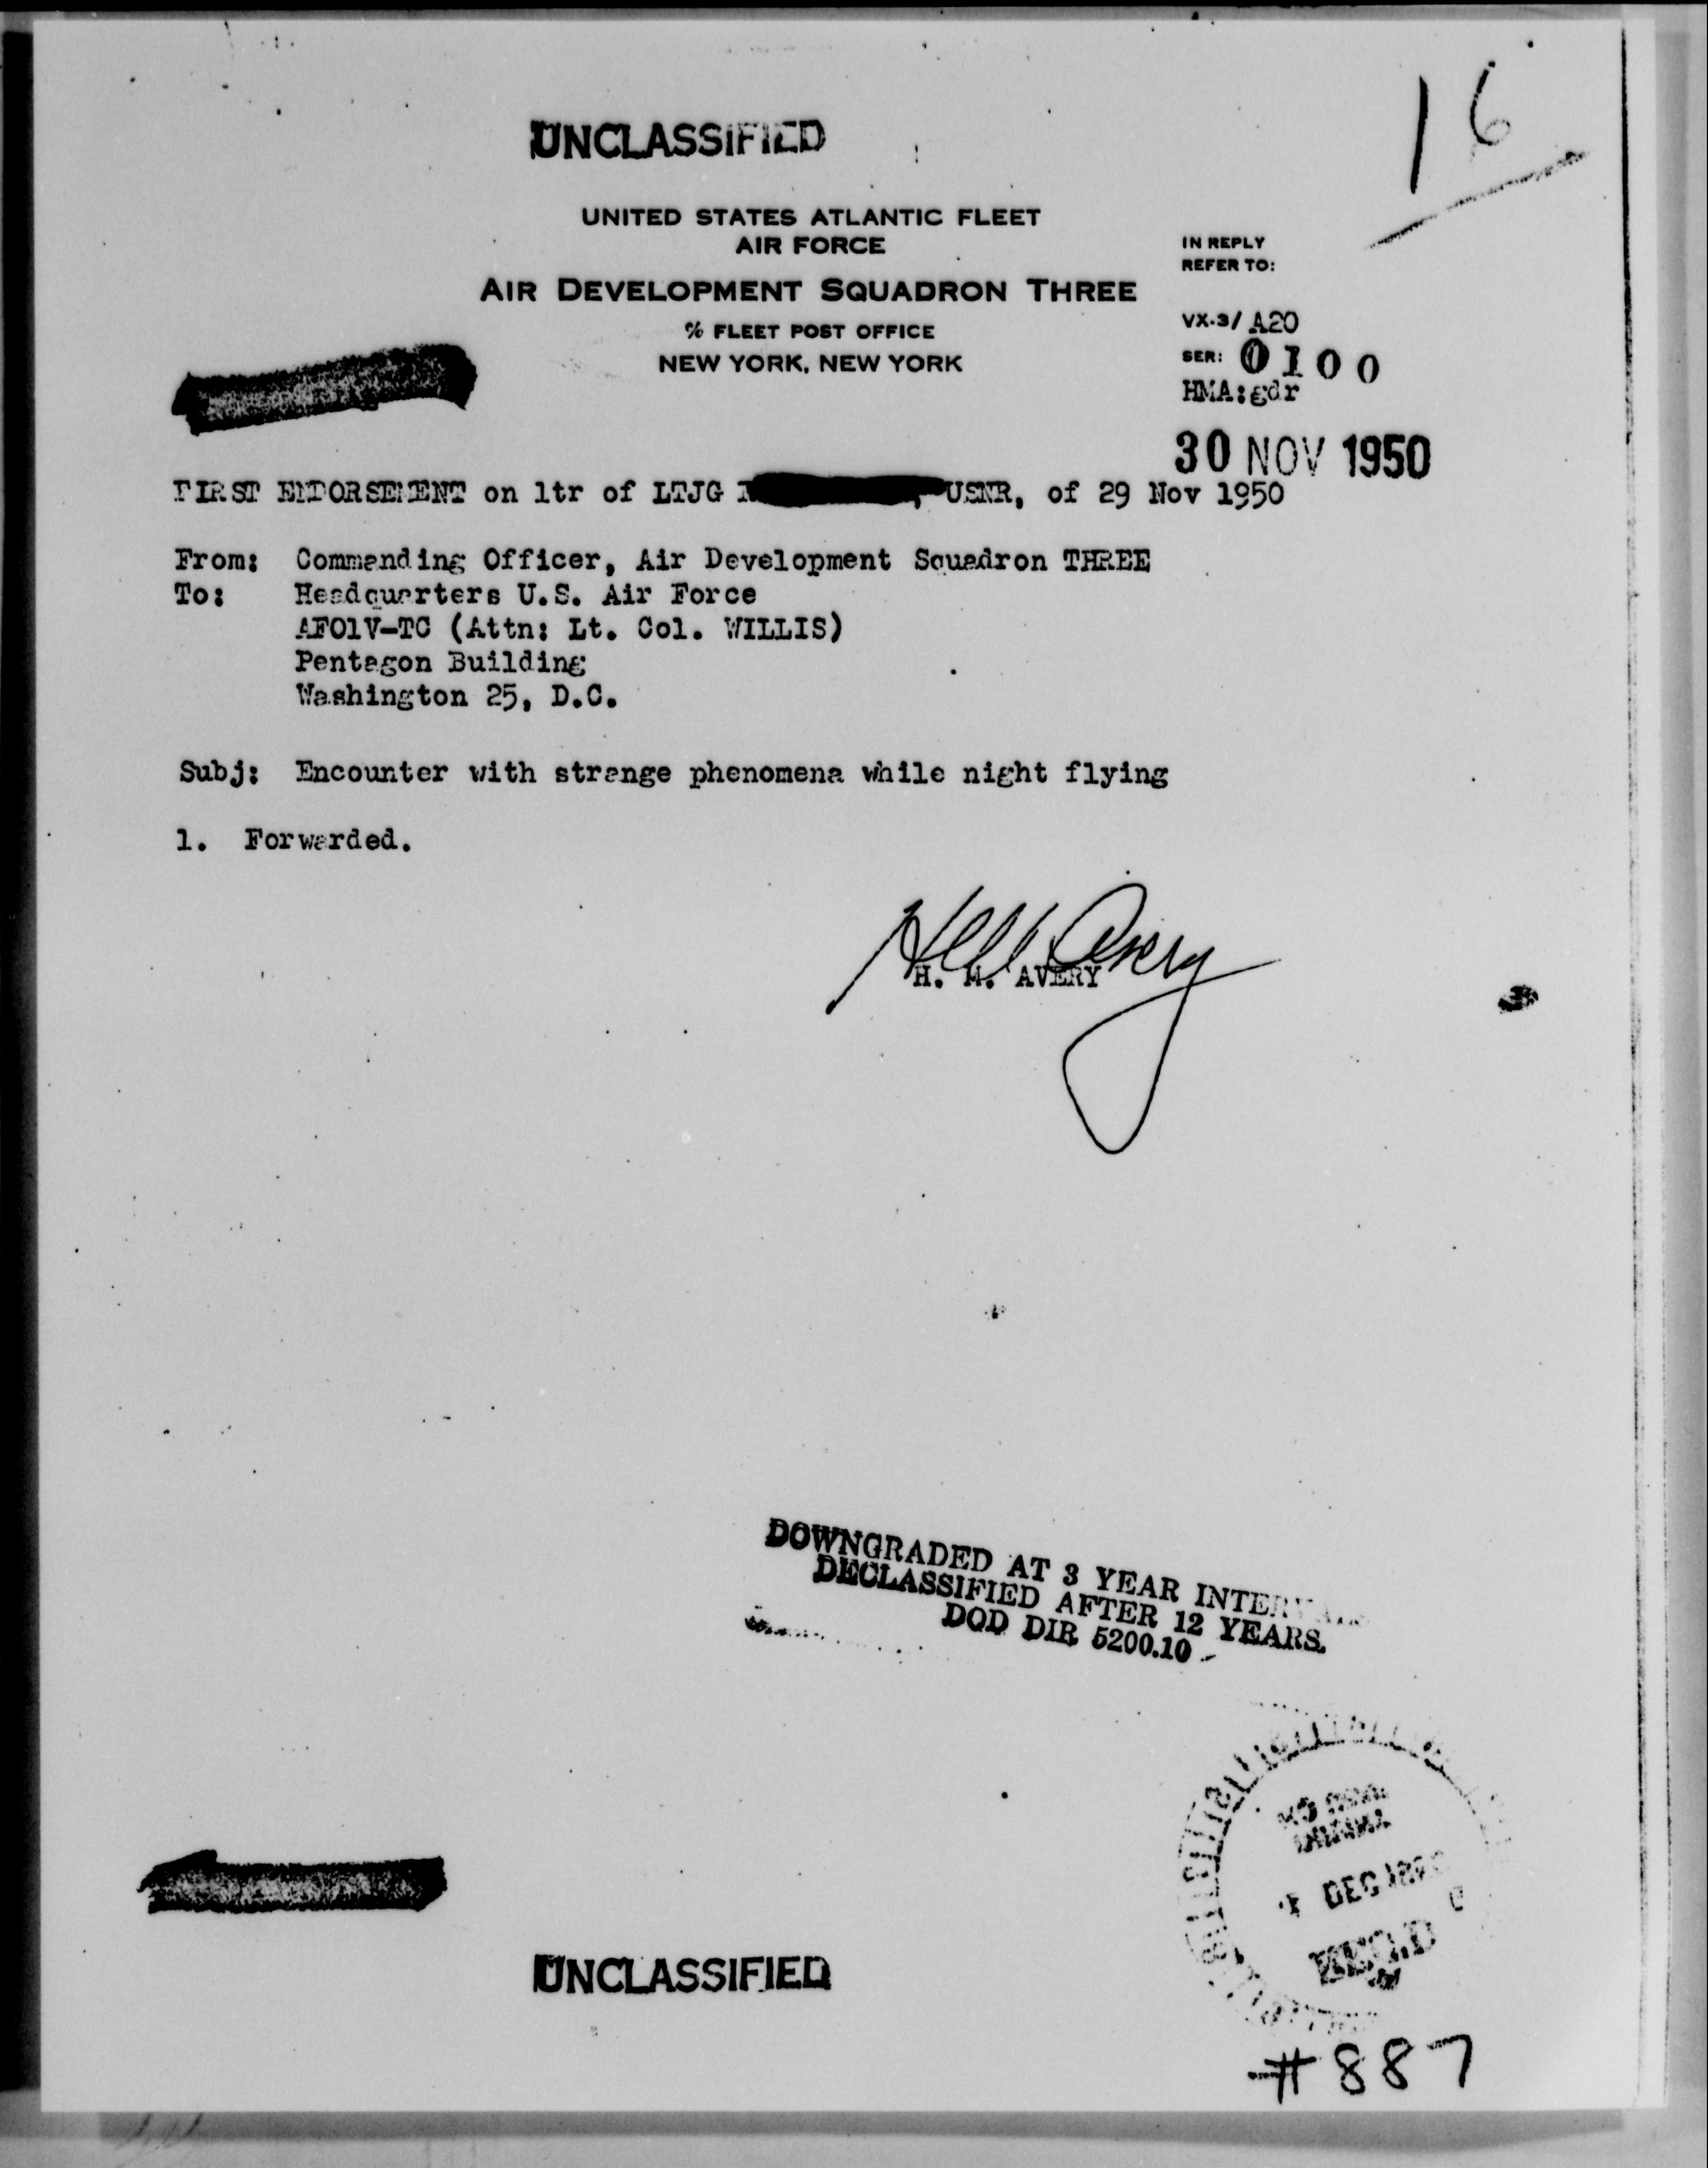 16
UNCLASSIFIED
UNITED STATES ATLANTIC FLEET
AIR FORCE
AIR DEVELOPMENT SQUADRON THREE
% FLEET POST OFFICE
NEW YORK, NEW YORK
IN REPLY
REFER TO:
VX-3/ A20
SER: 0100
HMA:gdr
30 NOV 1950
FIRST ENDORSEMENT on ltr of LTJG , USNR, of 29 Nov 1950
From: Commanding Officer, Air Development Squadron THREE
To: Headquarters U.S. Air Force
AFO1V-TC (Attn: Lt. Col. WILLIS)
Pentagon Building
Washington 25, D.C.
Subj: Encounter with strange phenomena while night flying
1. Forwarded.
H. M. Avery
H. M. AVERY
DOWNGRADED AT 3 YEAR INTERVALS
DECLASSIFIED AFTER 12 YEARS.
DOD DIR 5200.10
DEC
UNCLASSIFIED
#887